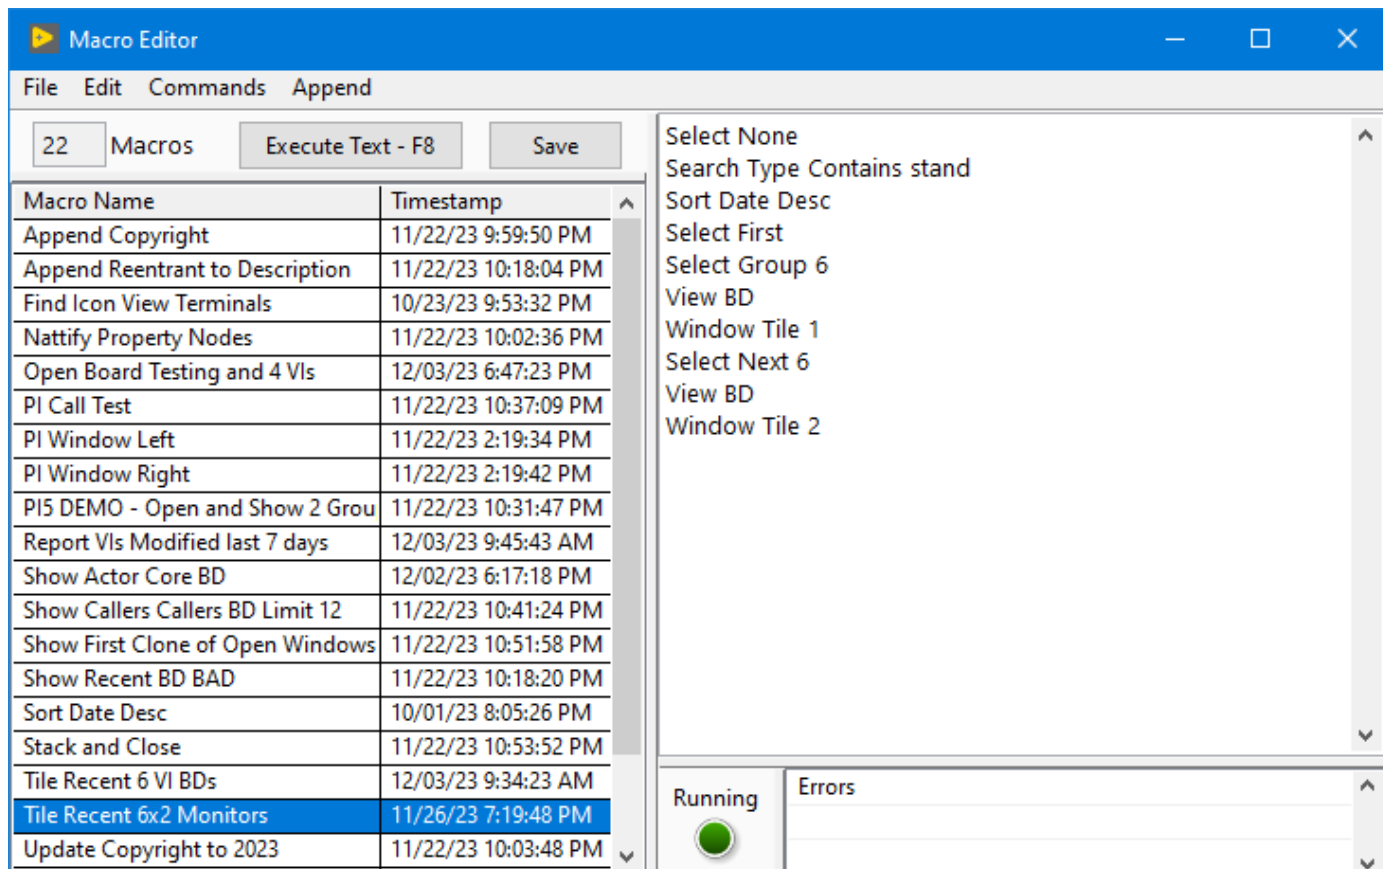 Macro Editor
File Edit Commands Append
22 Macros Execute Text - F8 Save
Macro Name Timestamp
Append Copyright 11/22/23 9:59:50 PM
Append Reentrant to Description 11/22/23 10:18:04 PM
Find Icon View Terminals 10/23/23 9:53:32 PM
Nattify Property Nodes 11/22/23 10:02:36 PM
Open Board Testing and 4 VIs 12/03/23 6:47:23 PM
PI Call Test 11/22/23 10:37:09 PM
PI Window Left 11/22/23 2:19:34 PM
PI Window Right 11/22/23 2:19:42 PM
PI5 DEMO - Open and Show 2 Grou 11/22/23 10:31:47 PM
Report VIs Modified last 7 days 12/03/23 9:45:43 AM
Show Actor Core BD 12/02/23 6:17:18 PM
Show Callers Callers BD Limit 12 11/22/23 10:41:24 PM
Show First Clone of Open Windows 11/22/23 10:51:58 PM
Show Recent BD BAD 11/22/23 10:18:20 PM
Sort Date Desc 10/01/23 8:05:26 PM
Stack and Close 11/22/23 10:53:52 PM
Tile Recent 6 VI BDs 12/03/23 9:34:23 AM
Tile Recent 6x2 Monitors 11/26/23 7:19:48 PM
Update Copyright to 2023 11/22/23 10:03:48 PM
Select None
Search Type Contains stand
Sort Date Desc
Select First
Select Group 6
View BD
Window Tile 1
Select Next 6
View BD
Window Tile 2
Running
Errors